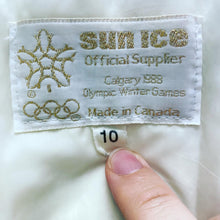 sun ice
Official Supplier
Calgary 1988
Olympic Winter Games
®
Made in Canada
10